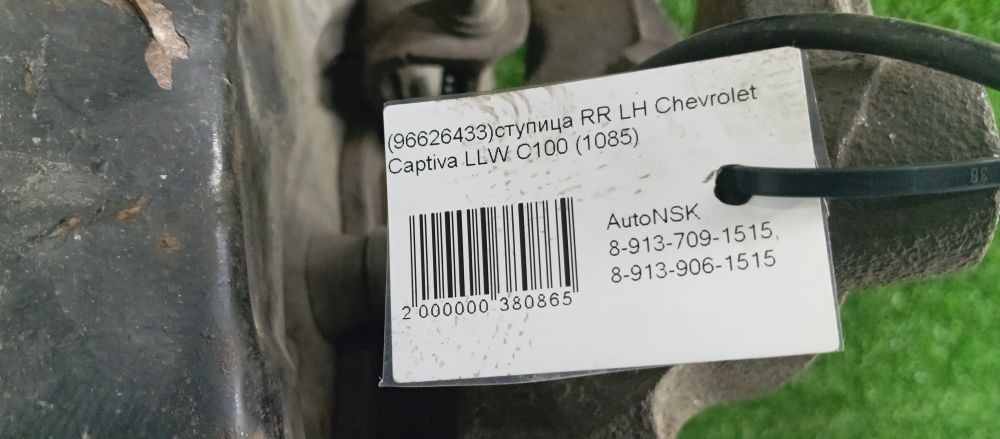 (96626433)ступица RR LH Chevrolet
Captiva LLW C100 (1085)
AutoNSK
8-913-709-1515,
8-913-906-1515
2 000000 380865
38